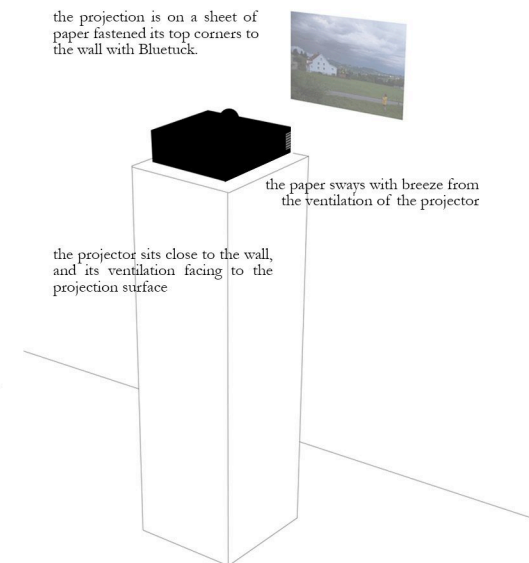 the projection is on a sheet of
paper fastened its top corners to
the wall with Bluetuck.
the paper sways with breeze from
the ventilation of the projector
the projector sits close to the wall,
and its ventilation facing to the
projection surface